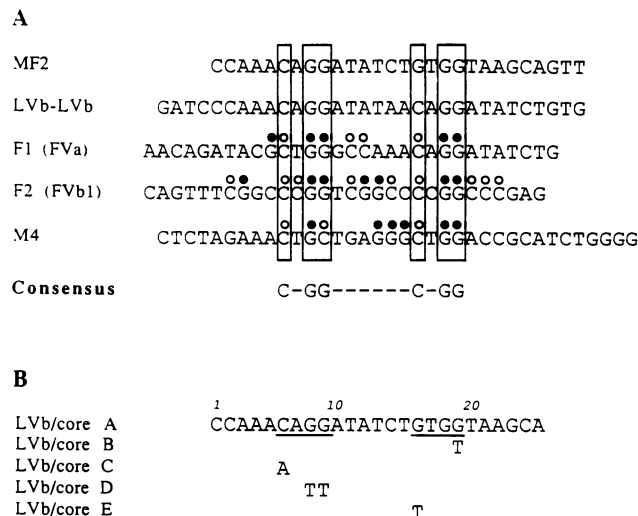 A
MF2 CCAAACAGGATATCTGTGGTAAGCAGTT
LVb-LVb GATCCCAAACAGGATATAACAGGATATCTGTG
F1 (FVa) AACAGATACGCTGGGCCAAACAGGATATCTG
F2 (FVb1) CAGTTTCGGCCCCGGTCGGCCCCGGCCCGAG
M4 CTCTAGAAACTGCTGAGGGCTGGACCGCATCTGGGG
Consensus C-GG------C-GG
B
1 10 20
LVb/core A CCAAACAGGATATCTGTGGTAAGCA
LVb/core B T
LVb/core C A
LVb/core D TT
LVb/core E T